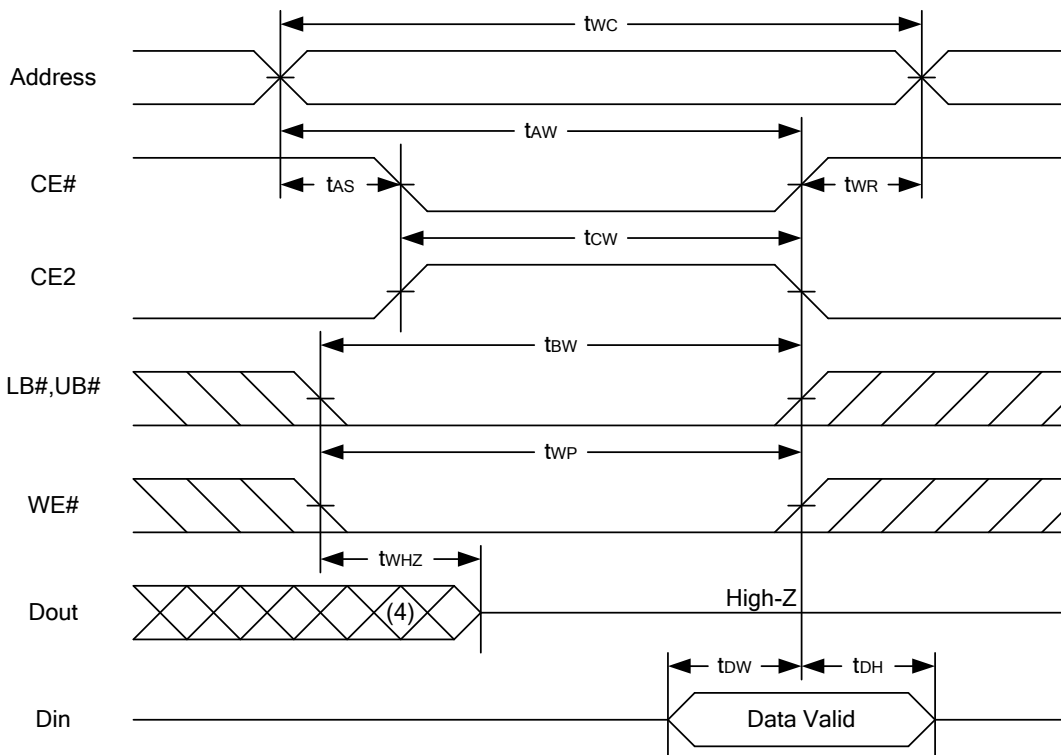 tWC
Address
tAW
CE#
tAS
tWR
tCW
CE2
tBW
LB#,UB#
tWP
WE#
tWHZ
Dout
(4)
High-Z
tDW
tDH
Din
Data Valid